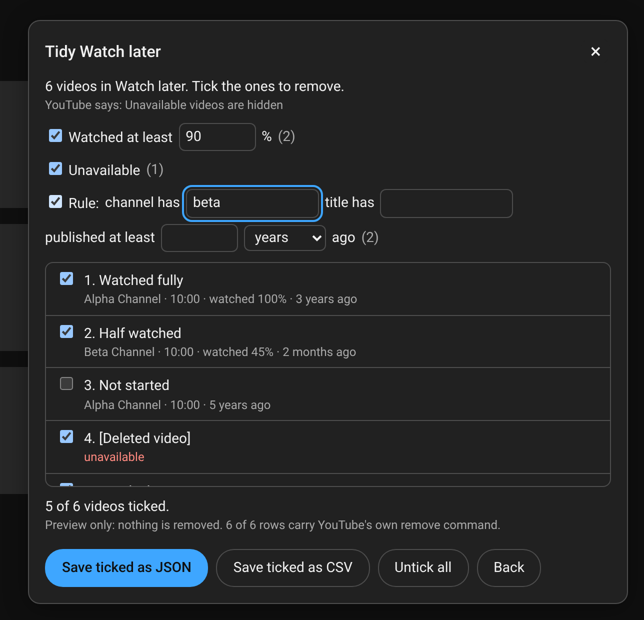 Tidy Watch later
6 videos in Watch later. Tick the ones to remove.
YouTube says: Unavailable videos are hidden
Watched at least 90 % (2)
Unavailable (1)
Rule: channel has beta title has
published at least years ago (2)
1. Watched fully
Alpha Channel · 10:00 · watched 100% · 3 years ago
2. Half watched
Beta Channel · 10:00 · watched 45% · 2 months ago
3. Not started
Alpha Channel · 10:00 · 5 years ago
4. [Deleted video]
unavailable
5 of 6 videos ticked.
Preview only: nothing is removed. 6 of 6 rows carry YouTube's own remove command.
Save ticked as JSON Save ticked as CSV Untick all Back